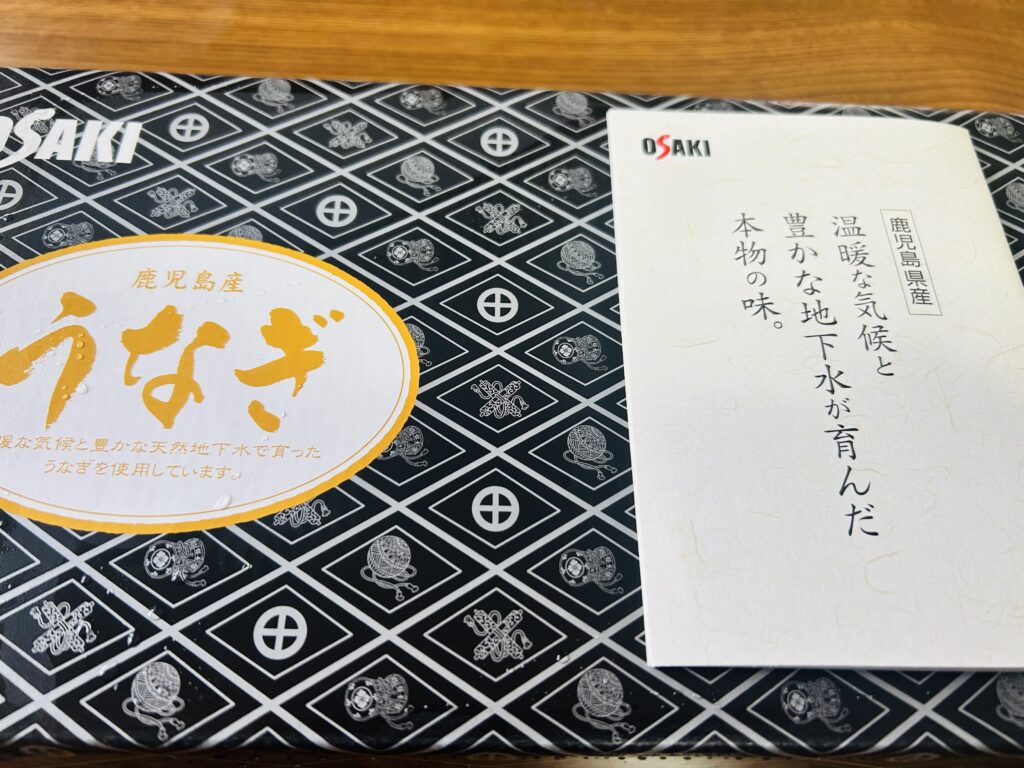 OSAKI
鹿児島産
うなぎ
暖な気候と豊かな天然地下水で育った
うなぎを使用しています。
OSAKI
鹿児島県産
温暖な気候と
豊かな地下水が育んだ
本物の味。